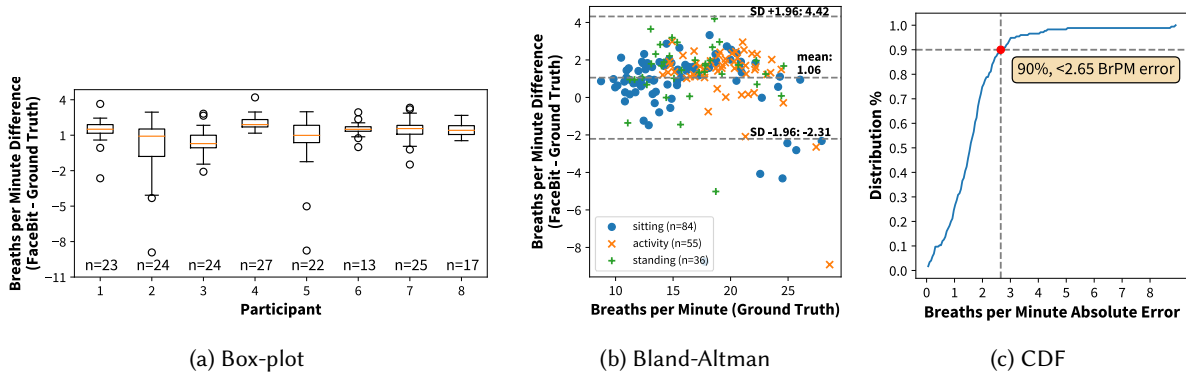 Breaths per Minute Difference
(FaceBit - Ground Truth)
4
1
−2
−5
−8
−11
n=23 n=24 n=24 n=27 n=22 n=13 n=25 n=17
1 2 3 4 5 6 7 8
Participant
(a) Box-plot
Breaths per Minute Difference
(FaceBit - Ground Truth)
4
2
0
−2
−4
−6
−8
SD +1.96: 4.42
mean:
1.06
SD -1.96: -2.31
sitting (n=84)
activity (n=55)
standing (n=36)
10 15 20 25
Breaths per Minute (Ground Truth)
(b) Bland-Altman
Distribution %
1.0
0.9
0.8
0.7
0.6
0.5
0.4
0.3
0.2
0.1
0.0
90%, <2.65 BrPM error
0 1 2 3 4 5 6 7 8
Breaths per Minute Absolute Error
(c) CDF